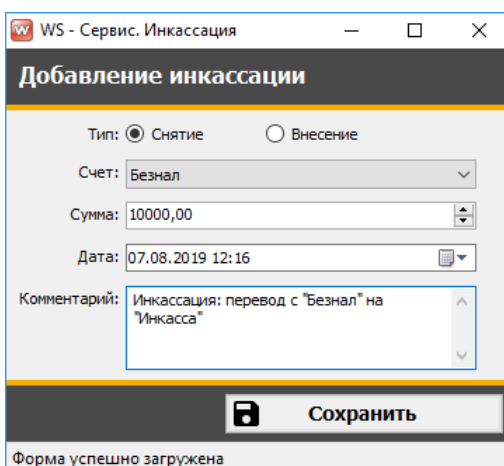 WS - Сервис. Инкассация
Добавление инкассации
Тип: Снятие Внесение
Счет: Безнал
Сумма: 10000,00
Дата: 07.08.2019 12:16
Комментарий: Инкассация: перевод с "Безнал" на
"Инкасса"
Сохранить
Форма успешно загружена